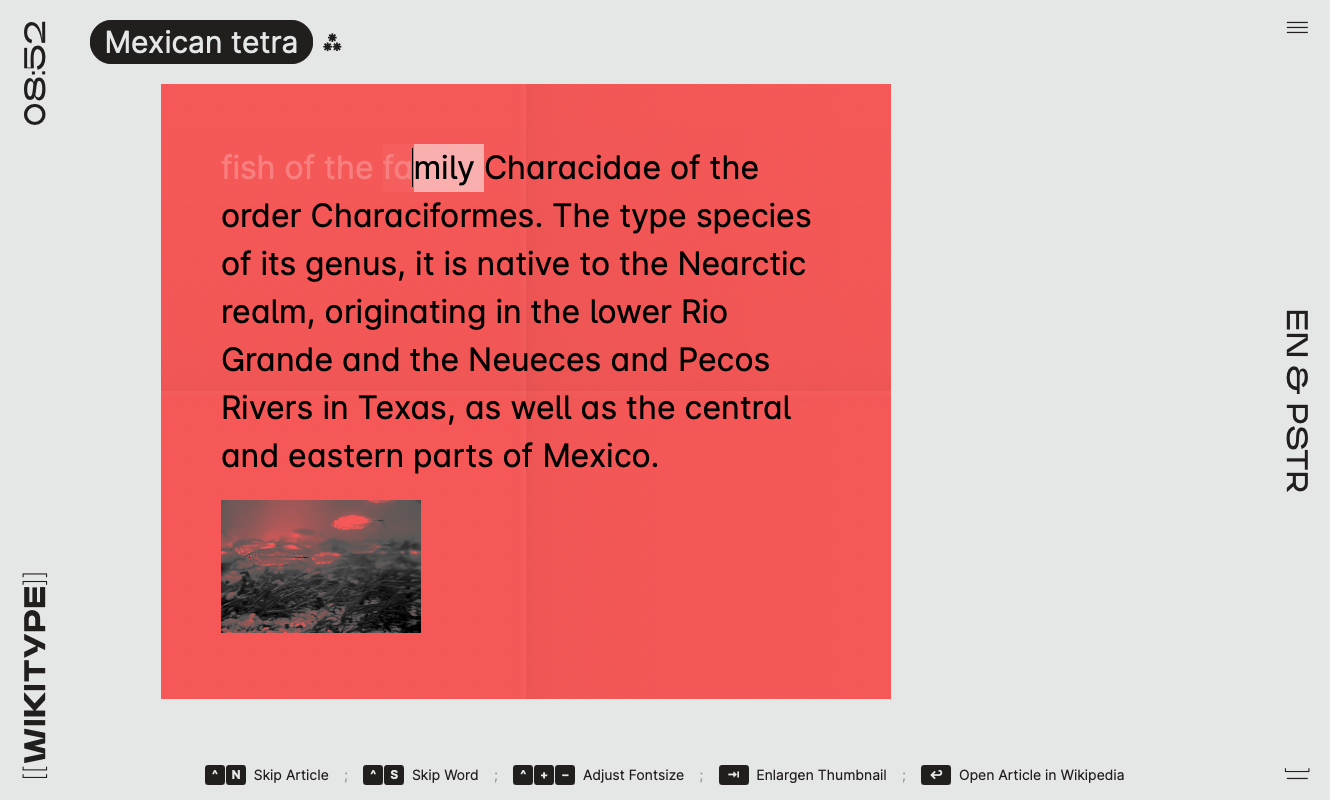 08:52
Mexican tetra
fish of the family Characidae of the
order Characiformes. The type species
of its genus, it is native to the Nearctic
realm, originating in the lower Rio
Grande and the Neueces and Pecos
Rivers in Texas, as well as the central
and eastern parts of Mexico.
EN & PSTR
[[WIKITYPE]]
^ N Skip Article ; ^ S Skip Word ; ^ + − Adjust Fontsize ; ⇥ Enlargen Thumbnail ; ↩ Open Article in Wikipedia